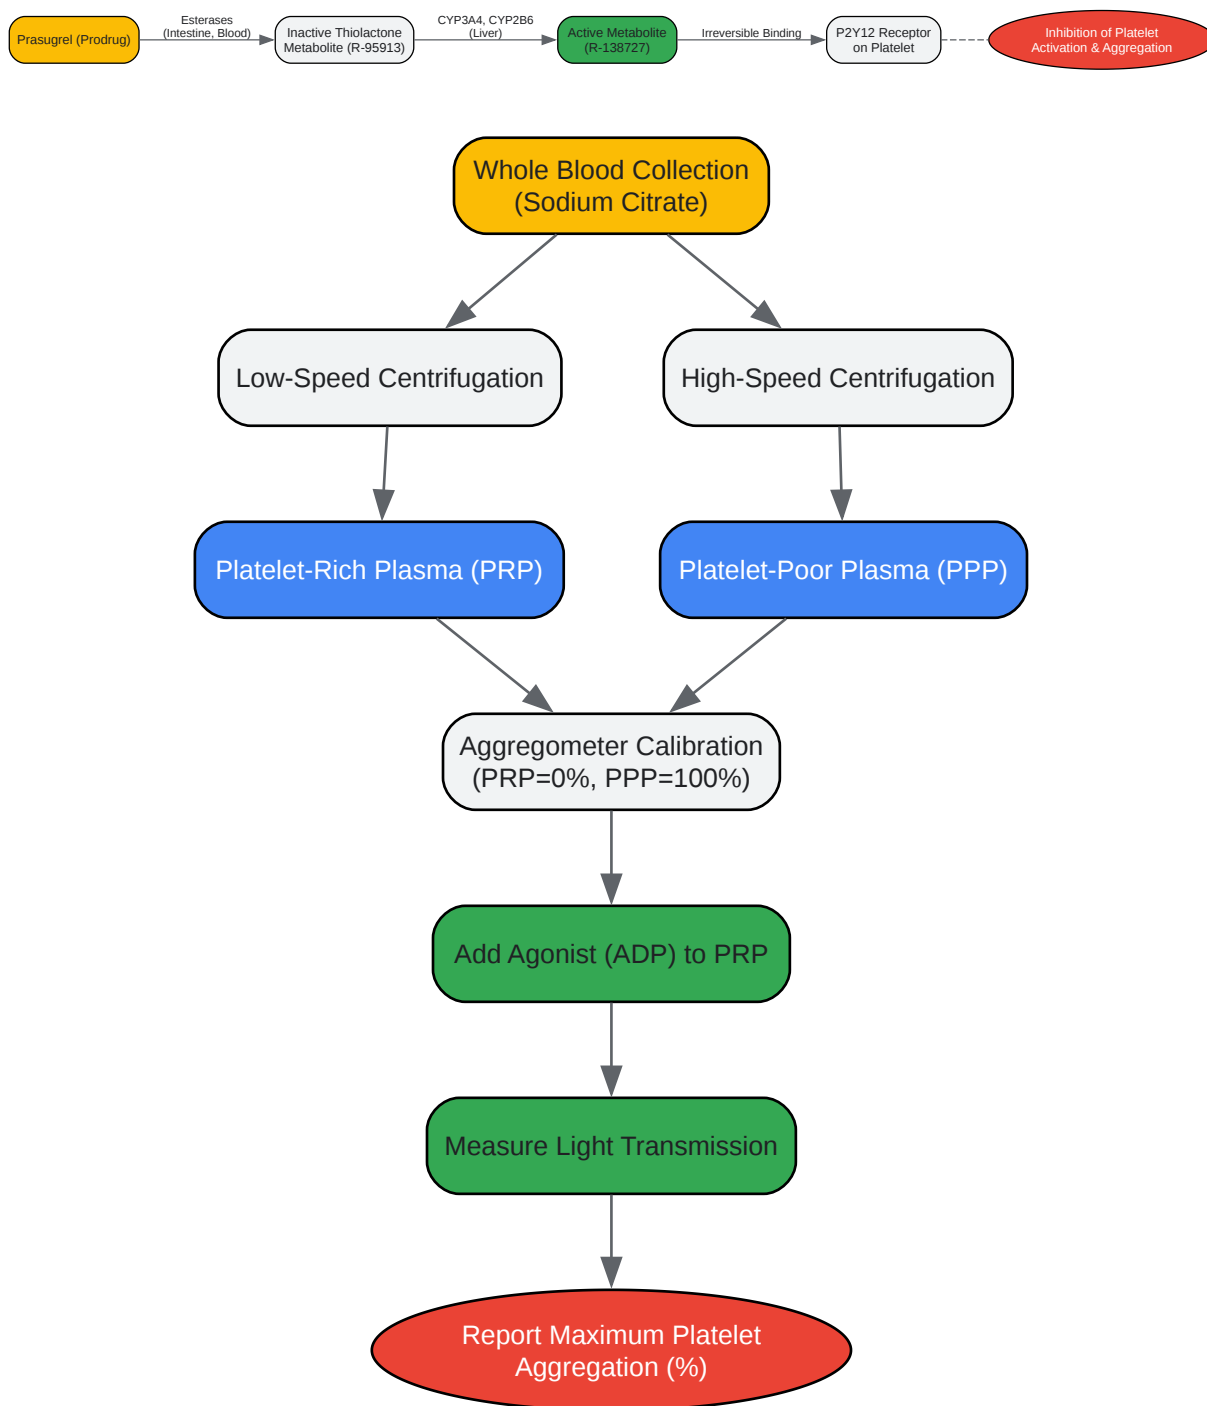 Prasugrel (Prodrug)
Esterases
(Intestine, Blood)
Inactive Thiolactone
Metabolite (R-95913)
CYP3A4, CYP2B6
(Liver)
Active Metabolite
(R-138727)
Irreversible Binding
P2Y12 Receptor
on Platelet
Inhibition of Platelet
Activation & Aggregation
Whole Blood Collection
(Sodium Citrate)
Low-Speed Centrifugation
High-Speed Centrifugation
Platelet-Rich Plasma (PRP)
Platelet-Poor Plasma (PPP)
Aggregometer Calibration
(PRP=0%, PPP=100%)
Add Agonist (ADP) to PRP
Measure Light Transmission
Report Maximum Platelet
Aggregation (%)